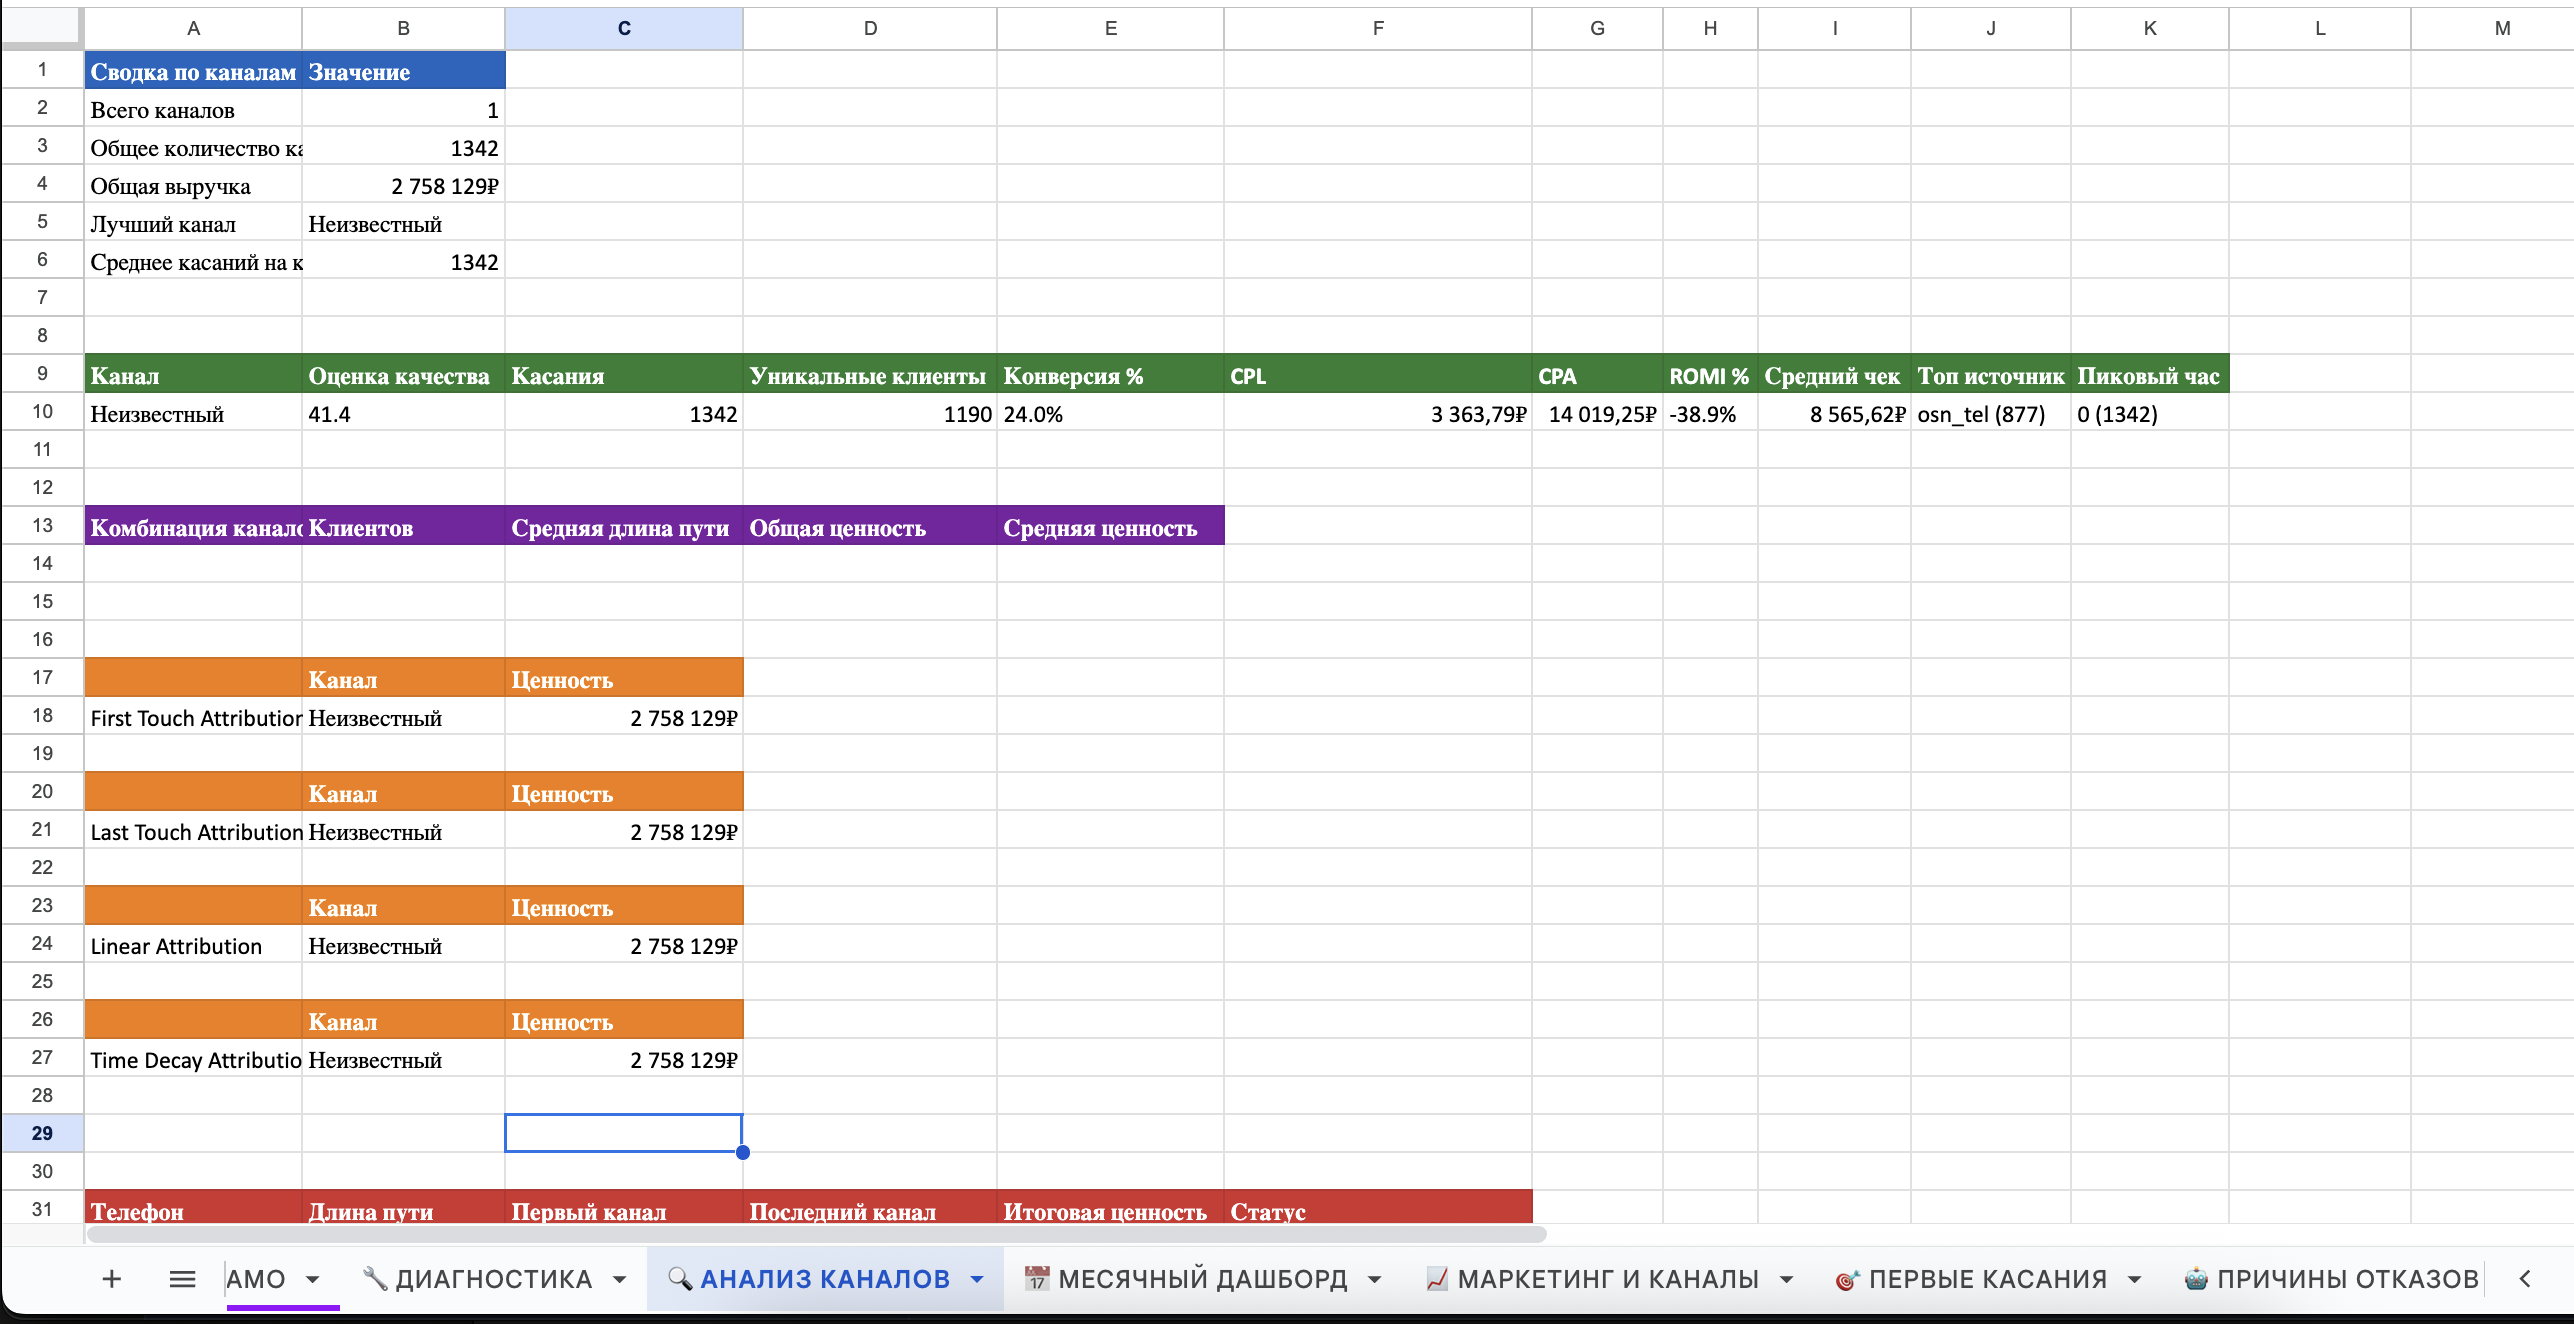 A B C D E F G H I J K L M
1 Сводка по каналам Значение
2 Всего каналов 1
3 Общее количество ка 1342
4 Общая выручка 2 758 129₽
5 Лучший канал Неизвестный
6 Среднее касаний на к 1342
7
8
9 Канал Оценка качества Касания Уникальные клиенты Конверсия % CPL CPA ROMI % Средний чек Топ источник Пиковый час
10 Неизвестный 41.4 1342 1190 24.0% 3 363,79₽ 14 019,25₽ -38.9% 8 565,62₽ osn_tel (877) 0 (1342)
11
12
13 Комбинация канало Клиентов Средняя длина пути Общая ценность Средняя ценность
14
15
16
17 Канал Ценность
18 First Touch Attribution Неизвестный 2 758 129₽
19
20 Канал Ценность
21 Last Touch Attribution Неизвестный 2 758 129₽
22
23 Канал Ценность
24 Linear Attribution Неизвестный 2 758 129₽
25
26 Канал Ценность
27 Time Decay Attributio Неизвестный 2 758 129₽
28
29
30
31 Телефон Длина пути Первый канал Последний канал Итоговая ценность Статус
АМО ДИАГНОСТИКА АНАЛИЗ КАНАЛОВ 17 МЕСЯЧНЫЙ ДАШБОРД МАРКЕТИНГ И КАНАЛЫ ПЕРВЫЕ КАСАНИЯ ПРИЧИНЫ ОТКАЗОВ